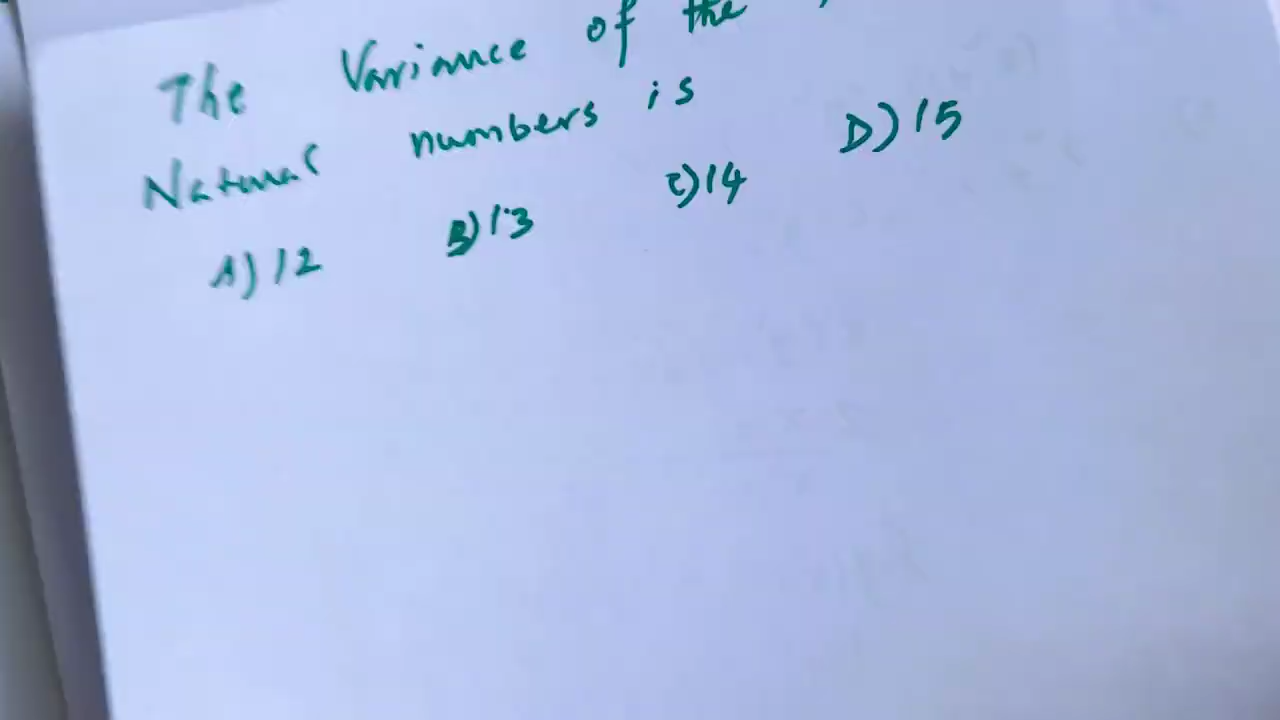 The Variance of the
Natural numbers is
A) 12 B) 13 C) 14 D) 15